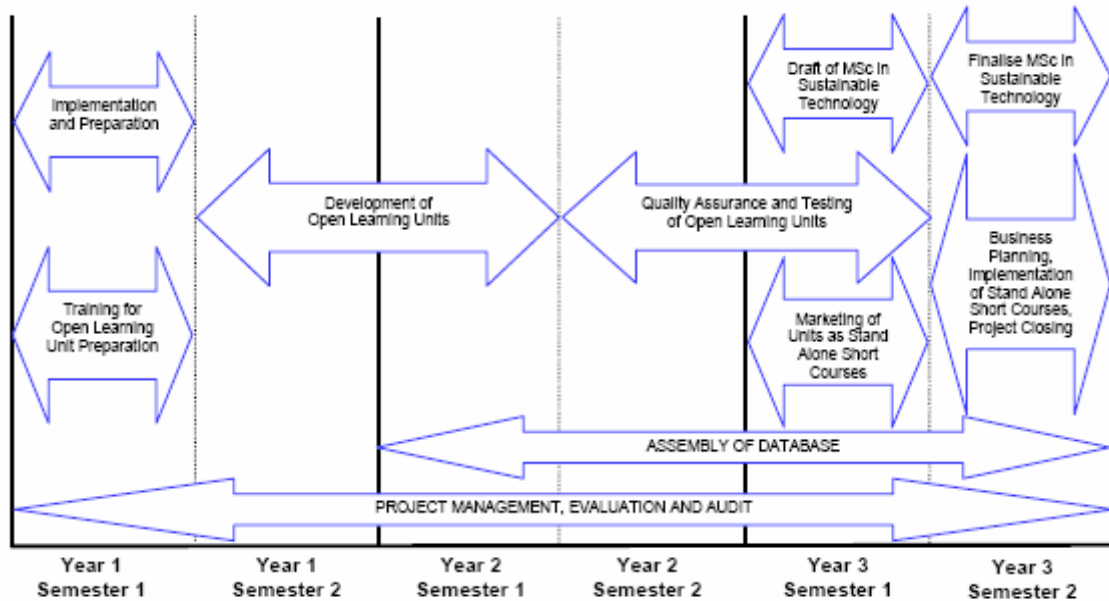 Implementation
and Preparation
Training for
Open Learning
Unit Preparation
Development of
Open Learning Units
Quality Assurance and Testing
of Open Learning Units
Draft of MSc in
Sustainable
Technology
Finalise MSc in
Sustainable
Technology
Marketing of
Units as Stand
Alone Short
Courses
Business
Planning,
Implementation
of Stand Alone
Short Courses,
Project Closing
ASSEMBLY OF DATABASE
PROJECT MANAGEMENT, EVALUATION AND AUDIT
Year 1
Semester 1
Year 1
Semester 2
Year 2
Semester 1
Year 2
Semester 2
Year 3
Semester 1
Year 3
Semester 2